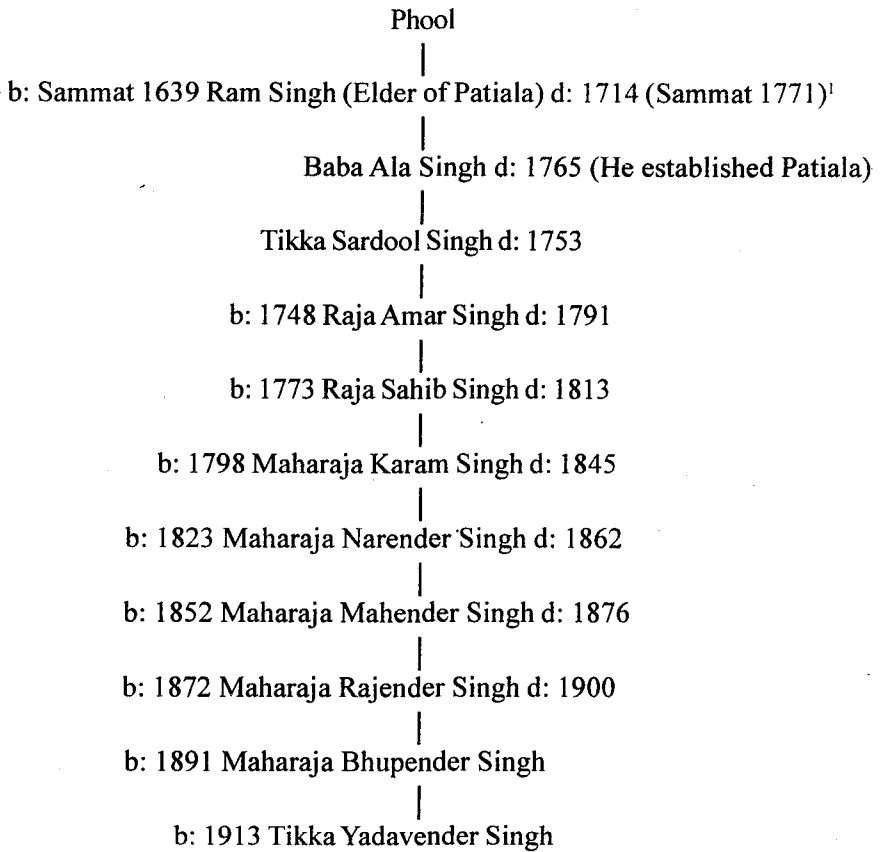 Phool
b: Sammat 1639 Ram Singh (Elder of Patiala) d: 1714 (Sammat 1771)¹
Baba Ala Singh d: 1765 (He established Patiala)
Tikka Sardool Singh d: 1753
b: 1748 Raja Amar Singh d: 1791
b: 1773 Raja Sahib Singh d: 1813
b: 1798 Maharaja Karam Singh d: 1845
b: 1823 Maharaja Narender Singh d: 1862
b: 1852 Maharaja Mahender Singh d: 1876
b: 1872 Maharaja Rajender Singh d: 1900
b: 1891 Maharaja Bhupender Singh
b: 1913 Tikka Yadavender Singh